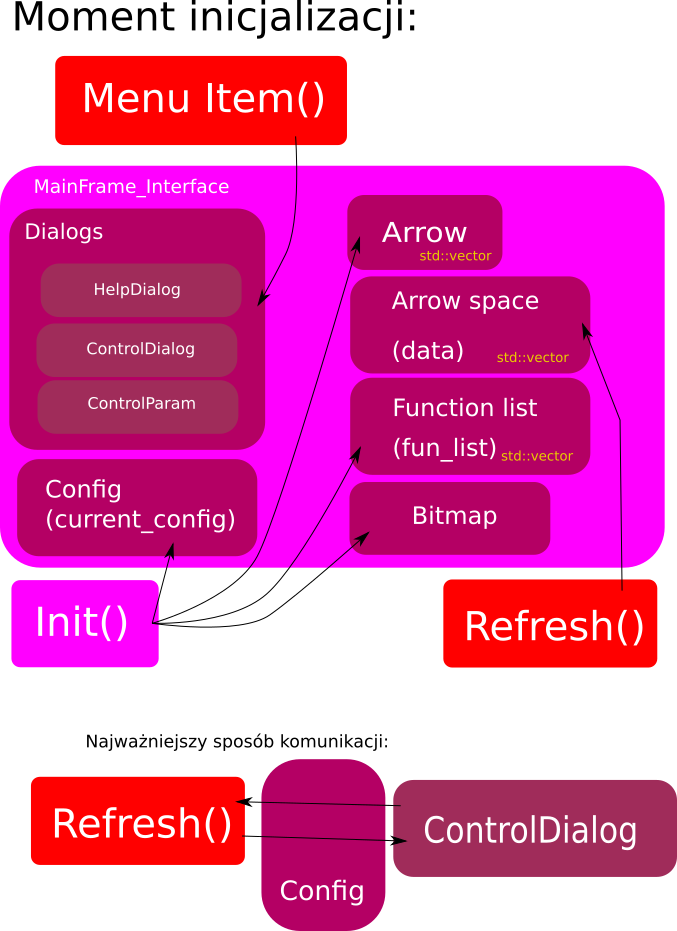 Moment inicjalizacji:
Menu Item()
MainFrame_Interface
Dialogs
HelpDialog
ControlDialog
ControlParam
Config
(current_config)
Arrow
std::vector
Arrow space
(data)
std::vector
Function list
(fun_list)
std::vector
Bitmap
Init()
Refresh()
Najważniejszy sposób komunikacji:
Refresh()
Config
ControlDialog